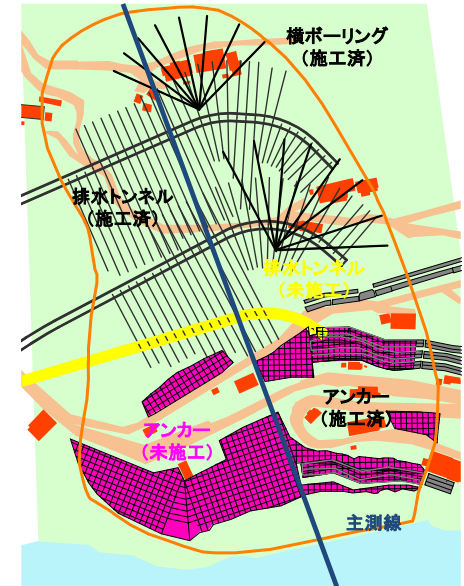 横ボーリング
（施工済）
排水トンネル
（施工済）
排水トンネル
（未施工）
アンカー
（施工済）
アンカー
（未施工）
主測線